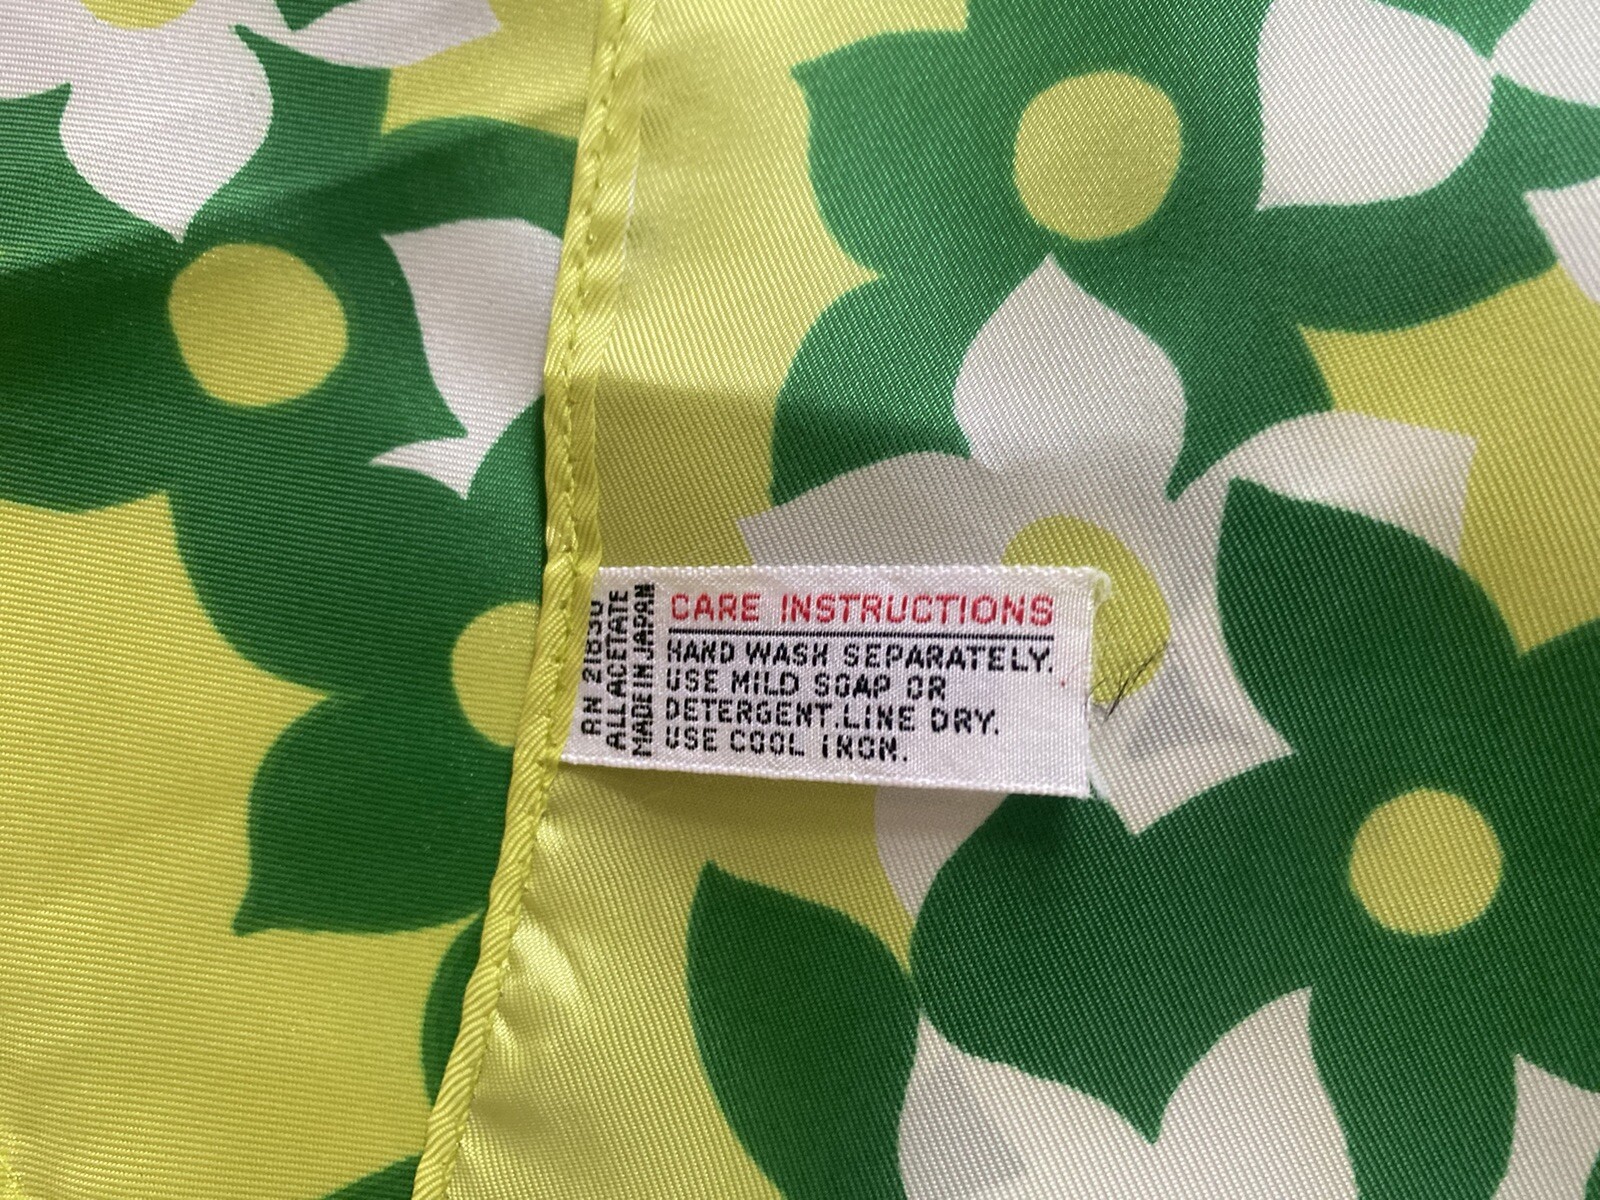 RN 21830
ALL ACETATE
MADE IN JAPAN
CARE INSTRUCTIONS
HAND WASH SEPARATELY.
USE MILD SOAP OR
DETERGENT.LINE DRY.
USE COOL IRON.